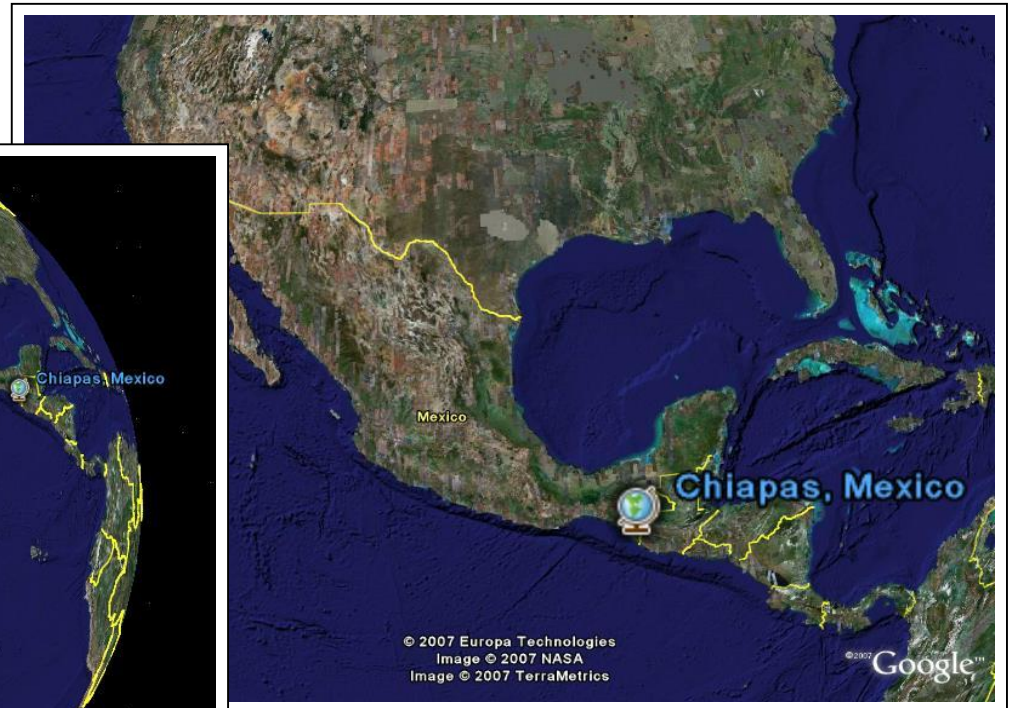 Chiapas, Mexico
Mexico
Chiapas, Mexico
© 2007 Europa Technologies
Image © 2007 NASA
Image © 2007 TerraMetrics
©2007 Google™